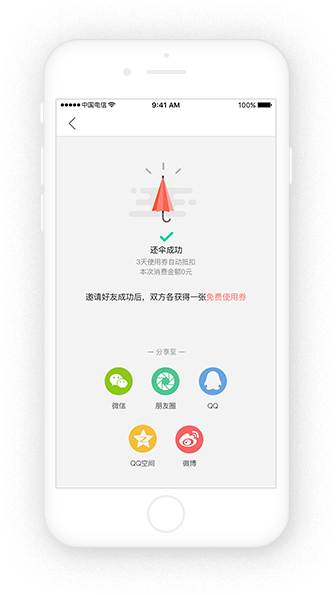 中国电信 9:41 AM 100%
还伞成功
3天使用券自动抵扣
本次消费金额0元
邀请好友成功后，双方各获得一张免费使用券
分享至
微信 朋友圈 QQ
QQ空间 微博